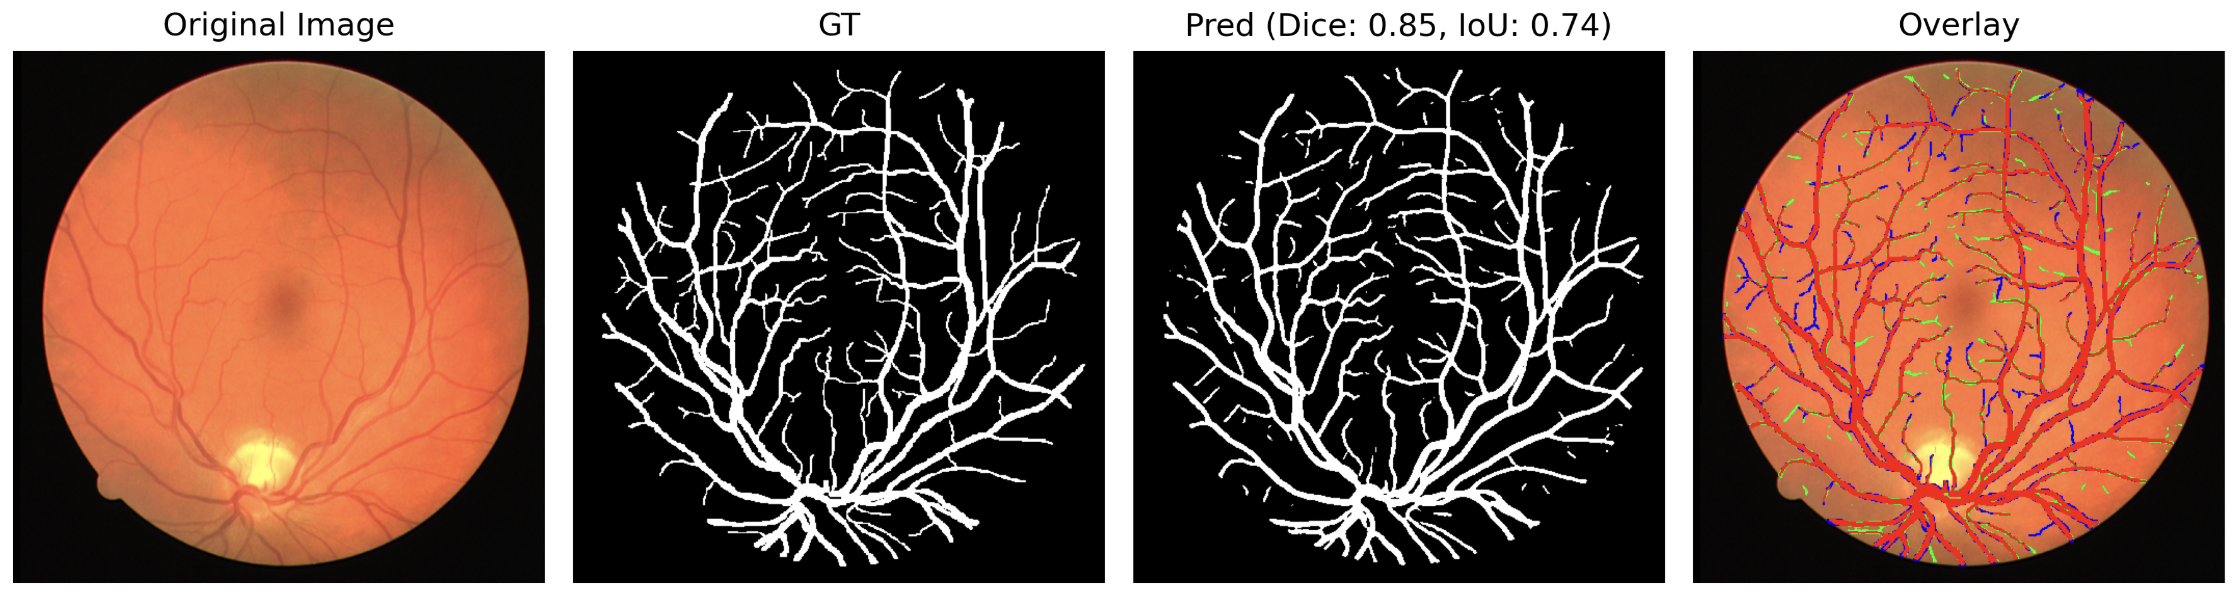 Original Image
GT
Pred (Dice: 0.85, IoU: 0.74)
Overlay